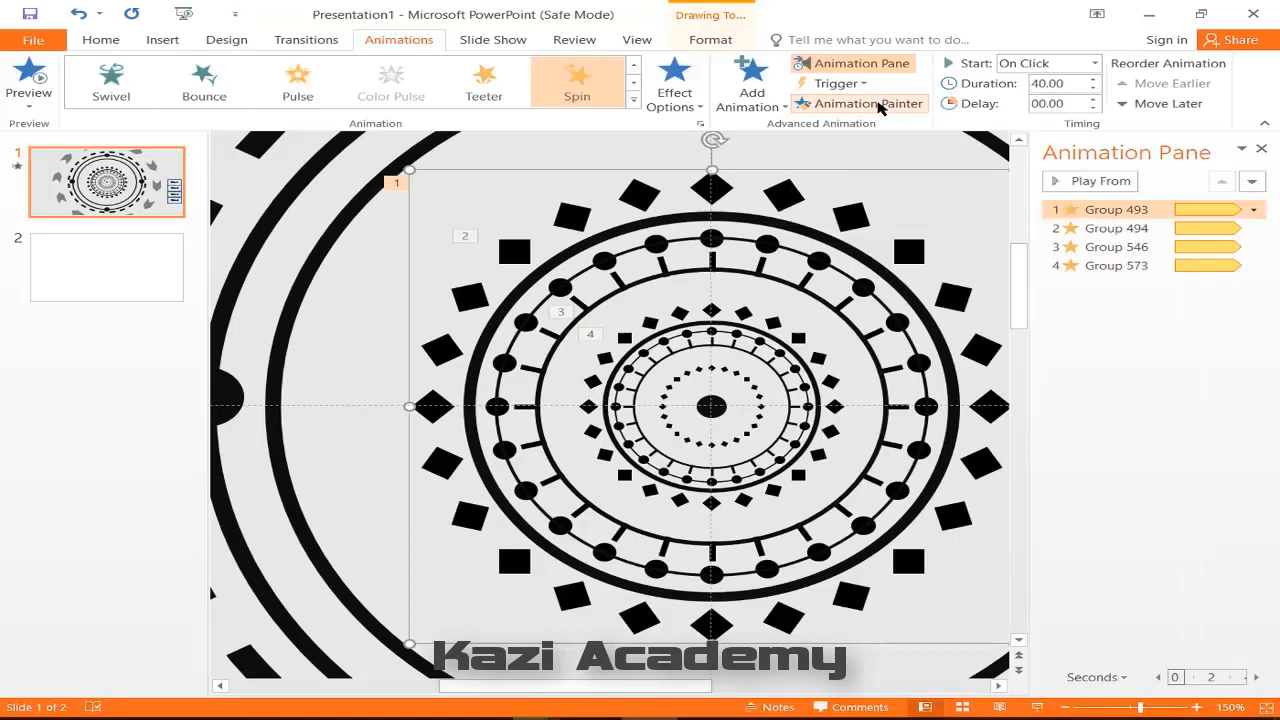 Presentation1 - Microsoft PowerPoint (Safe Mode)
Drawing To...
File
Home
Insert
Design
Transitions
Animations
Slide Show
Review
View
Format
Tell me what you want to do...
Sign in
Share
Preview
Swivel
Bounce
Pulse
Color Pulse
Teeter
Spin
Effect
Options
Add
Animation
Animation Pane
Trigger
Animation Painter
Start: On Click
Duration: 40.00
Delay: 00.00
Reorder Animation
Move Earlier
Move Later
Preview
Animation
Advanced Animation
Timing
1
2
1
2
3
4
Animation Pane
Play From
1 Group 493
2 Group 494
3 Group 546
4 Group 573
Kazi Academy
Seconds
0
2
Slide 1 of 2
Notes
Comments
150%